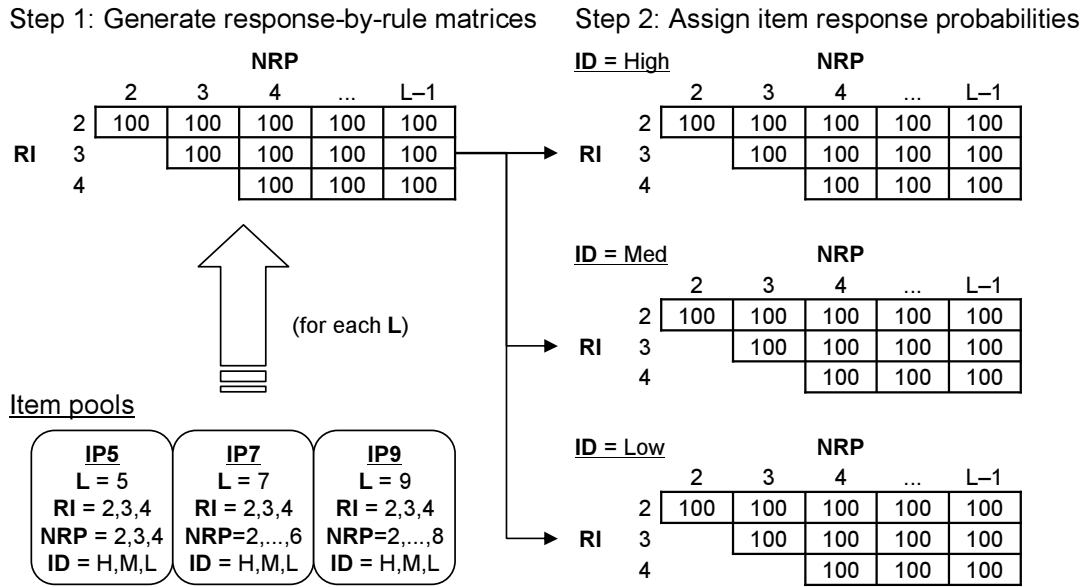 Step 1: Generate response-by-rule matrices
NRP
2 3 4 ... L–1
2 100 100 100 100 100
RI 3 100 100 100 100
4 100 100 100
(for each L)
Item pools
IP5
L = 5
RI = 2,3,4
NRP = 2,3,4
ID = H,M,L
IP7
L = 7
RI = 2,3,4
NRP=2,...,6
ID = H,M,L
IP9
L = 9
RI = 2,3,4
NRP=2,...,8
ID = H,M,L
Step 2: Assign item response probabilities
ID = High NRP
2 3 4 ... L–1
2 100 100 100 100 100
RI 3 100 100 100 100
4 100 100 100
ID = Med NRP
2 3 4 ... L–1
2 100 100 100 100 100
RI 3 100 100 100 100
4 100 100 100
ID = Low NRP
2 3 4 ... L–1
2 100 100 100 100 100
RI 3 100 100 100 100
4 100 100 100